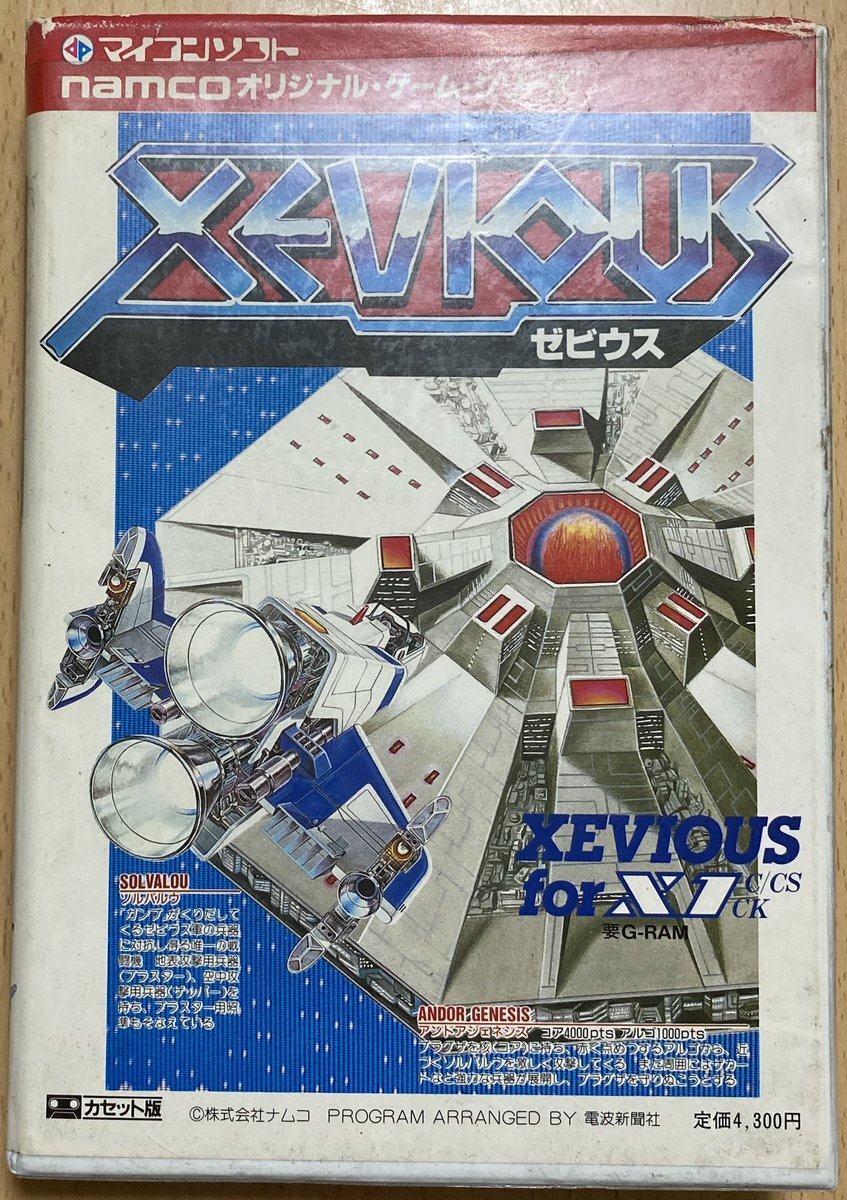 マイコンソフト
namcoオリジナル・ゲーム・シリーズ
XEVIOUS
ゼビウス
XEVIOUS
for X1 C/CS
CK
要G-RAM
SOLVALOU
ソルバルウ
「ガンプ」がくりだして
くるゼビウス軍の兵器
に対抗し得る唯一の戦
闘機 地表攻撃用兵器
(ブラスター)、空中攻
撃用兵器(ザッパー)を
持ち、ブラスター用照
準もそなえている
ANDOR GENESIS
アンドアジェネシス コア4000pts アルゴ1000pts
ブラグザを核(コア)に持ち、赤く点めつするアルゴから、近
づくソルバルウを激しく攻撃してくる また周囲にはザカー
トなど強力な兵器が展開し、ブラグザを守りぬこうとする
カセット版
©株式会社ナムコ PROGRAM ARRANGED BY 電波新聞社
定価4,300円